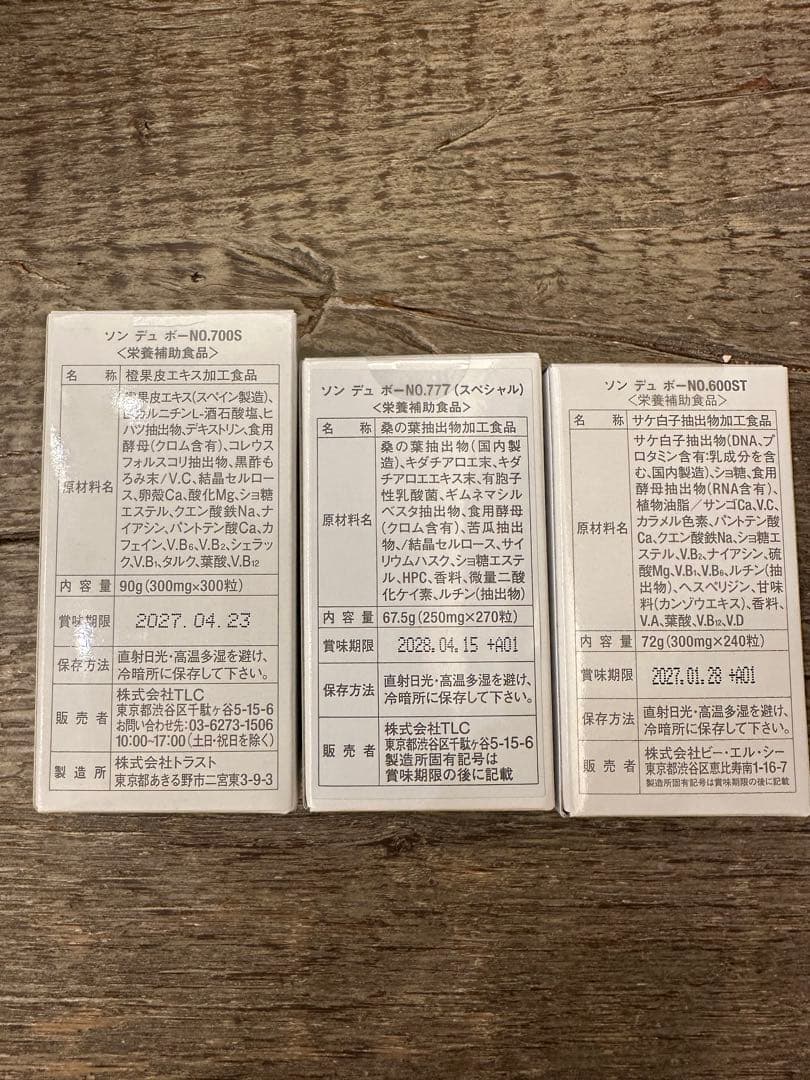 ソン デュ ボーNO.700S
<栄養補助食品>
名 称 橙果皮エキス加工食品
原材料名
橙果皮エキス(スペイン製造)、
L-カルニチンL-酒石酸塩、ヒ
ハツ抽出物、デキストリン、食用
酵母(クロム含有)、コレウス
フォルスコリ抽出物、黒酢も
ろみ末/V.C、結晶セルロー
ス、卵殻Ca、酸化Mg、ショ糖
エステル、クエン酸鉄Na、ナ
イアシン、パントテン酸Ca、カ
フェイン、V.B6、V.B2、シェラッ
ク、V.B1、タルク、葉酸、V.B12
内 容 量 90g(300mg×300粒)
賞味期限 2027.04.23
保存方法 直射日光・高温多湿を避け、
冷暗所に保存して下さい。
販 売 者
株式会社TLC
東京都渋谷区千駄ヶ谷5-15-6
お問い合わせ先:03-6273-1506
10:00~17:00(土日・祝日を除く)
製 造 所 株式会社トラスト
東京都あきる野市二宮東3-9-3
ソン デュ ボーNO.777(スペシャル)
<栄養補助食品>
名 称 桑の葉抽出物加工食品
原材料名
桑の葉抽出物(国内製
造)、キダチアロエ末、キダ
チアロエエキス末、有胞子
性乳酸菌、ギムネマシル
ベスタ抽出物、食用酵母
(クロム含有)、苦瓜抽出
物、/結晶セルロース、サイ
リウムハスク、ショ糖エステ
ル、HPC、香料、微量二酸
化ケイ素、ルチン(抽出物)
内 容 量 67.5g(250mg×270粒)
賞味期限 2028.04.15 +A01
保存方法 直射日光・高温多湿を避け、
冷暗所に保存して下さい。
販 売 者
株式会社TLC
東京都渋谷区千駄ヶ谷5-15-6
製造所固有記号は
賞味期限の後に記載
ソン デュ ボーNO.600ST
<栄養補助食品>
名 称 サケ白子抽出物加工食品
原材料名
サケ白子抽出物(DNA、プ
ロタミン含有:乳成分を含
む、国内製造)、ショ糖、食用
酵母抽出物(RNA含有)、
植物油脂/サンゴCa、V.C、
カラメル色素、パントテン酸
Ca、クエン酸鉄Na、ショ糖エ
ステル、V.B2、ナイアシン、硫
酸Mg、V.B1、V.B6、ルチン(抽
出物)、ヘスペリジン、甘味
料(カンゾウエキス)、香料、
V.A、葉酸、V.B12、V.D
内 容 量 72g(300mg×240粒)
賞味期限 2027.01.28 +A01
保存方法 直射日光・高温多湿を避け、
冷暗所に保存して下さい。
販 売 者
株式会社ビー・エル・シー
東京都渋谷区恵比寿南1-16-7
製造所固有記号は賞味期限の後に記載